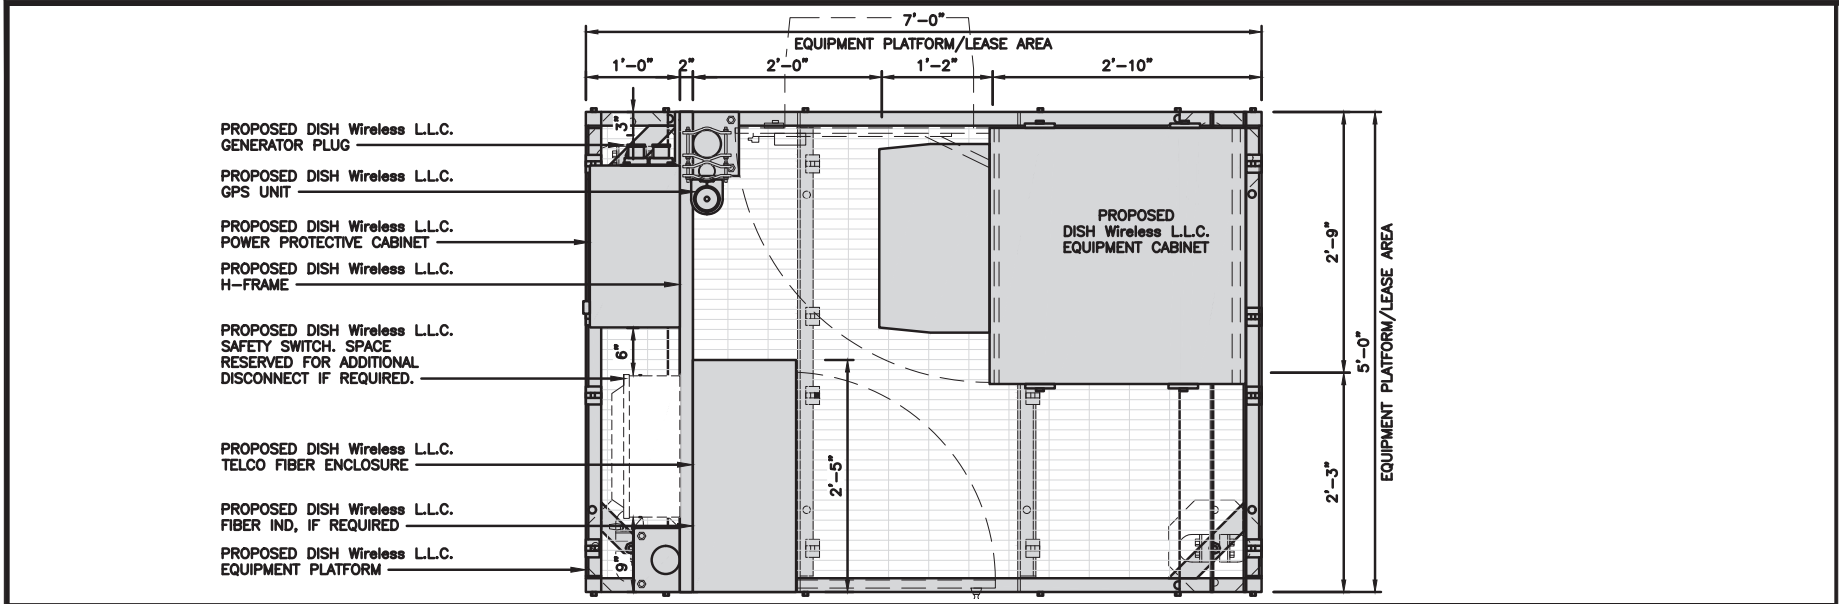 7'-0"
EQUIPMENT PLATFORM/LEASE AREA
1'-0"
2"
2'-0"
1'-2"
2'-10"
3"
PROPOSED DISH Wireless L.L.C.
GENERATOR PLUG
PROPOSED DISH Wireless L.L.C.
GPS UNIT
PROPOSED DISH Wireless L.L.C.
POWER PROTECTIVE CABINET
PROPOSED DISH Wireless L.L.C.
H-FRAME
PROPOSED DISH Wireless L.L.C.
SAFETY SWITCH. SPACE
RESERVED FOR ADDITIONAL
DISCONNECT IF REQUIRED.
PROPOSED DISH Wireless L.L.C.
TELCO FIBER ENCLOSURE
PROPOSED DISH Wireless L.L.C.
FIBER IND, IF REQUIRED
PROPOSED DISH Wireless L.L.C.
EQUIPMENT PLATFORM
6"
9"
2'-5"
PROPOSED
DISH Wireless L.L.C.
EQUIPMENT CABINET
2'-9"
2'-3"
5'-0"
EQUIPMENT PLATFORM/LEASE AREA